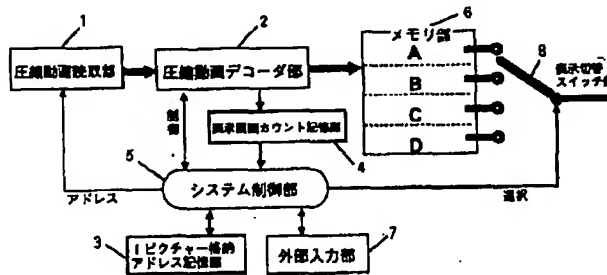 1
圧縮動画読取部
2
圧縮動画デコーダ部
6
メモリ部
A
B
C
D
8
表示切替
スイッチ部
制御
表示画面カウント記憶部
4
5
システム制御部
アドレス
選択
3
Iピクチャー格納
アドレス記憶部
外部入力部
7